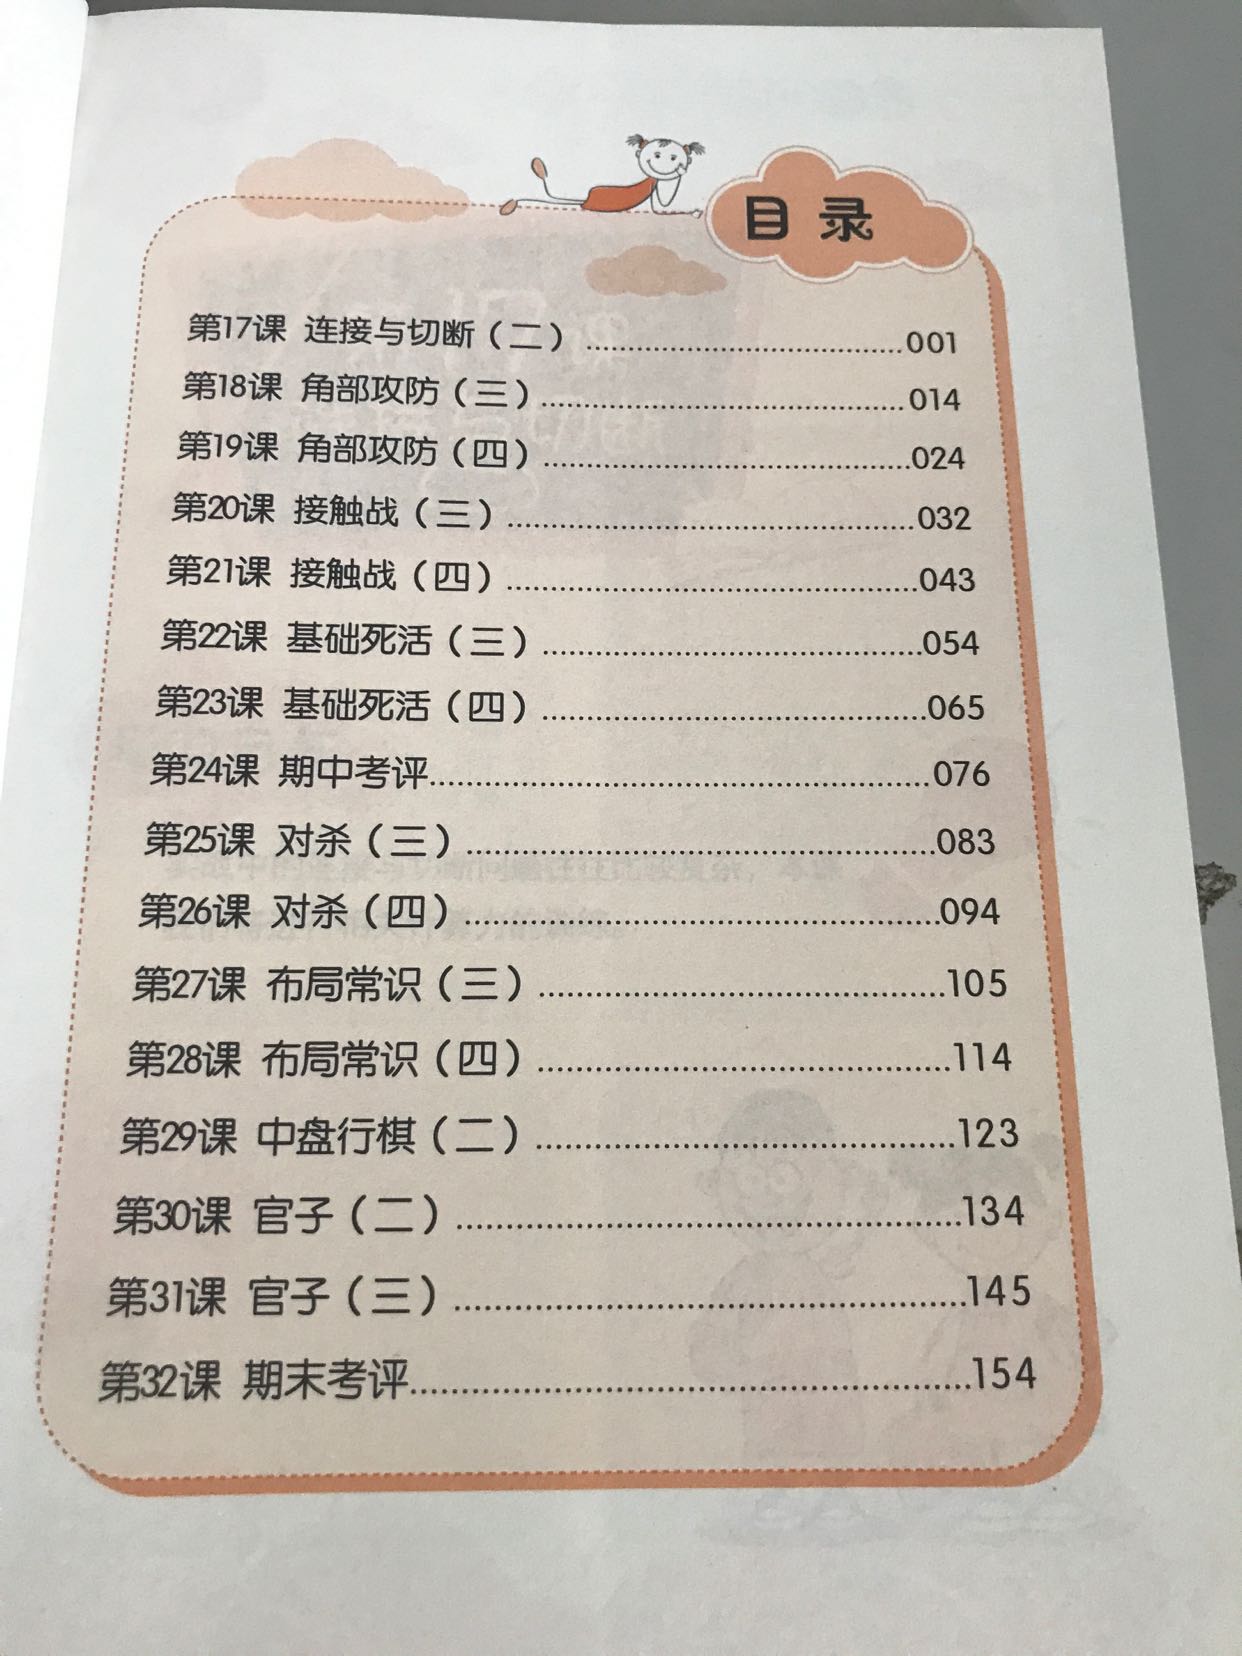 目录
第17课 连接与切断（二）......001
第18课 角部攻防（三）......014
第19课 角部攻防（四）......024
第20课 接触战（三）......032
第21课 接触战（四）......043
第22课 基础死活（三）......054
第23课 基础死活（四）......065
第24课 期中考评......076
第25课 对杀（三）......083
第26课 对杀（四）......094
第27课 布局常识（三）......105
第28课 布局常识（四）......114
第29课 中盘行棋（二）......123
第30课 官子（二）......134
第31课 官子（三）......145
第32课 期末考评......154